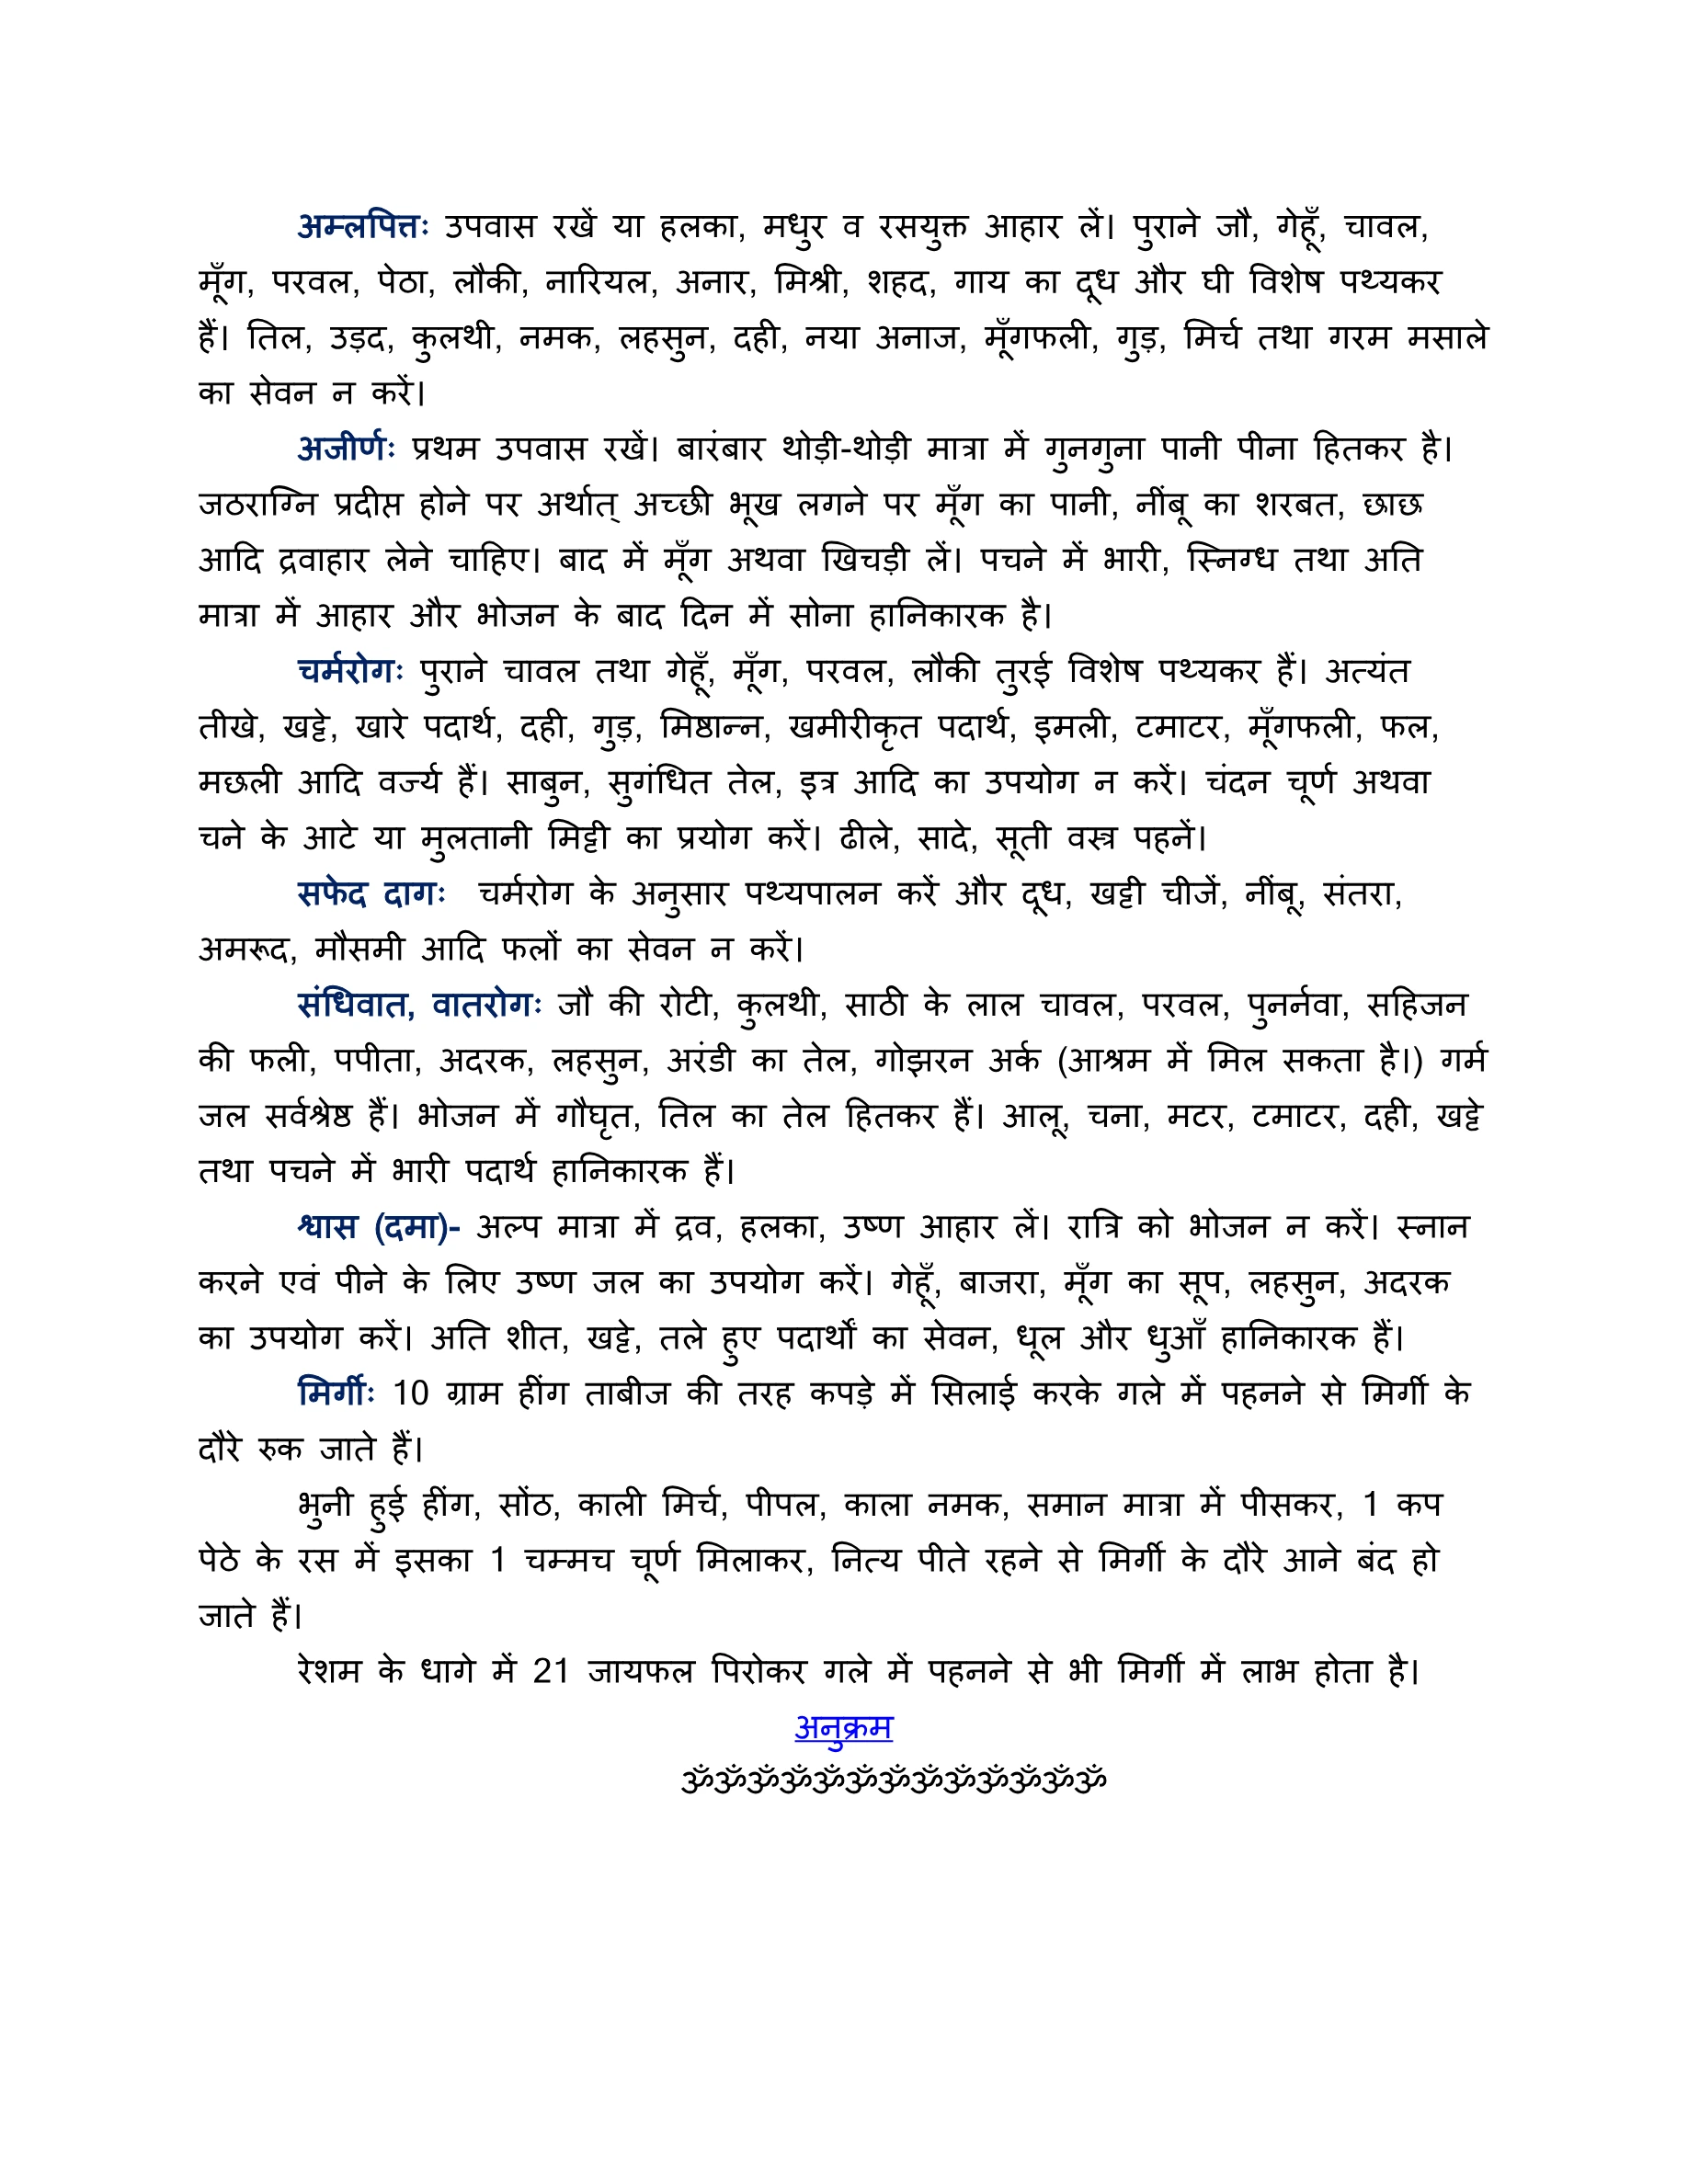 अम्लपित्तः उपवास रखें या हलका, मधुर व रसयुक्त आहार लें। पुराने जौ, गेहूँ, चावल,
मूँग, परवल, पेठा, लौकी, नारियल, अनार, मिश्री, शहद, गाय का दूध और घी विशेष पथ्यकर
हैं। तिल, उड़द, कुलथी, नमक, लहसुन, दही, नया अनाज, मूँगफली, गुड़, मिर्च तथा गरम मसाले
का सेवन न करें।
अजीर्णः प्रथम उपवास रखें। बारंबार थोड़ी-थोड़ी मात्रा में गुनगुना पानी पीना हितकर है।
जठराग्नि प्रदीप्त होने पर अर्थात् अच्छी भूख लगने पर मूँग का पानी, नींबू का शरबत, छाछ
आदि द्रवाहार लेने चाहिए। बाद में मूँग अथवा खिचड़ी लें। पचने में भारी, स्निग्ध तथा अति
मात्रा में आहार और भोजन के बाद दिन में सोना हानिकारक है।
चर्मरोगः पुराने चावल तथा गेहूँ, मूँग, परवल, लौकी तुरई विशेष पथ्यकर हैं। अत्यंत
तीखे, खट्टे, खारे पदार्थ, दही, गुड़, मिष्ठान्न, खमीरीकृत पदार्थ, इमली, टमाटर, मूँगफली, फल,
मछली आदि वर्ज्य हैं। साबुन, सुगंधित तेल, इत्र आदि का उपयोग न करें। चंदन चूर्ण अथवा
चने के आटे या मुलतानी मिट्टी का प्रयोग करें। ढीले, सादे, सूती वस्त्र पहनें।
सफेद दागः चर्मरोग के अनुसार पथ्यपालन करें और दूध, खट्टी चीजें, नींबू, संतरा,
अमरूद, मौसमी आदि फलों का सेवन न करें।
संधिवात, वातरोगः जौ की रोटी, कुलथी, साठी के लाल चावल, परवल, पुनर्नवा, सहिजन
की फली, पपीता, अदरक, लहसुन, अरंडी का तेल, गोझरन अर्क (आश्रम में मिल सकता है।) गर्म
जल सर्वश्रेष्ठ हैं। भोजन में गौघृत, तिल का तेल हितकर हैं। आलू, चना, मटर, टमाटर, दही, खट्टे
तथा पचने में भारी पदार्थ हानिकारक हैं।
श्वास (दमा)- अल्प मात्रा में द्रव, हलका, उष्ण आहार लें। रात्रि को भोजन न करें। स्नान
करने एवं पीने के लिए उष्ण जल का उपयोग करें। गेहूँ, बाजरा, मूँग का सूप, लहसुन, अदरक
का उपयोग करें। अति शीत, खट्टे, तले हुए पदार्थों का सेवन, धूल और धुआँ हानिकारक हैं।
मिर्गीः 10 ग्राम हींग ताबीज की तरह कपड़े में सिलाई करके गले में पहनने से मिर्गी के
दौरे रुक जाते हैं।
भुनी हुई हींग, सोंठ, काली मिर्च, पीपल, काला नमक, समान मात्रा में पीसकर, 1 कप
पेठे के रस में इसका 1 चम्मच चूर्ण मिलाकर, नित्य पीते रहने से मिर्गी के दौरे आने बंद हो
जाते हैं।
रेशम के धागे में 21 जायफल पिरोकर गले में पहनने से भी मिर्गी में लाभ होता है।
अनुक्रम
ॐॐॐॐॐॐॐॐॐॐॐॐॐ